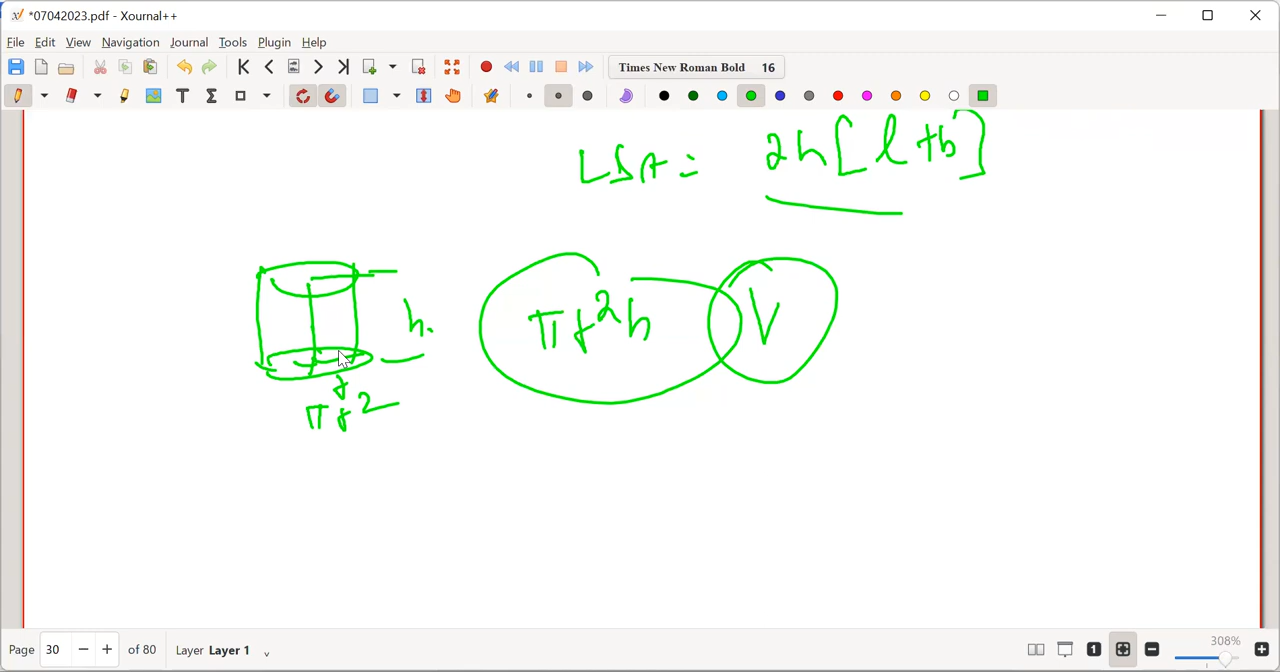 *07042023.pdf - Xournal++
File Edit View Navigation Journal Tools Plugin Help
Times New Roman Bold 16
LSA = 2h[l+b]
h.
πr²h V
r
πr²
Page 30 of 80 Layer Layer 1 308%